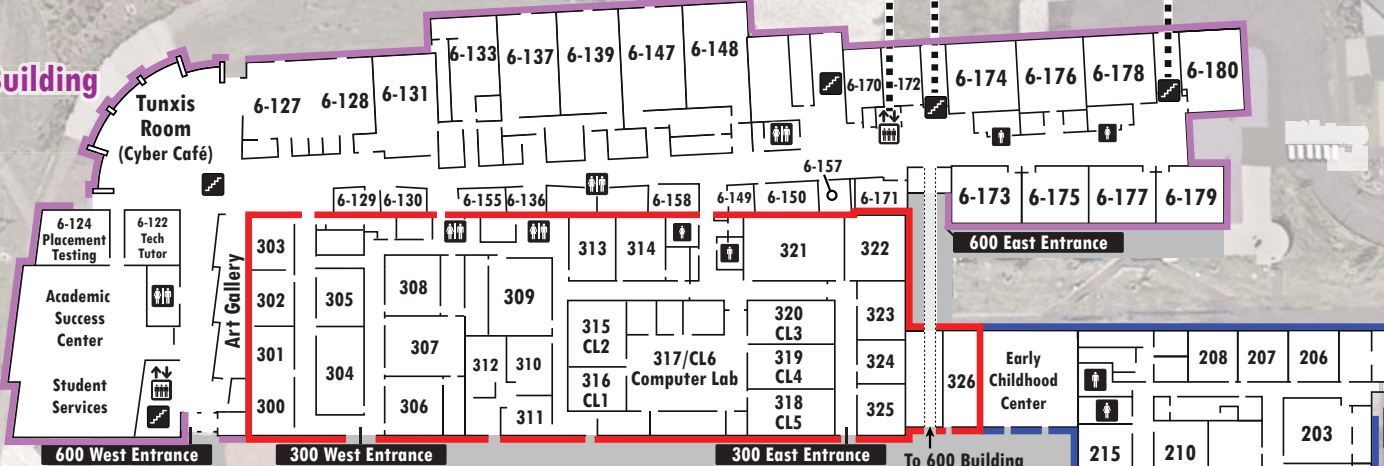 Building
Tunxis
Room
(Cyber Café)
6-127
6-128
6-131
6-133
6-137
6-139
6-147
6-148
6-170
6-172
6-174
6-176
6-178
6-180
6-157
6-129
6-130
6-155
6-136
6-158
6-149
6-150
6-171
6-173
6-175
6-177
6-179
600 East Entrance
6-124
Placement
Testing
6-122
Tech
Tutor
Academic
Success
Center
Student
Services
Art Gallery
303
302
301
300
305
304
308
307
306
309
312
310
311
313
314
315
CL2
316
CL1
317/CL6
Computer Lab
321
320
CL3
319
CL4
318
CL5
322
323
324
325
326
Early
Childhood
Center
208
207
206
215
210
203
600 West Entrance
300 West Entrance
300 East Entrance
To 600 Building